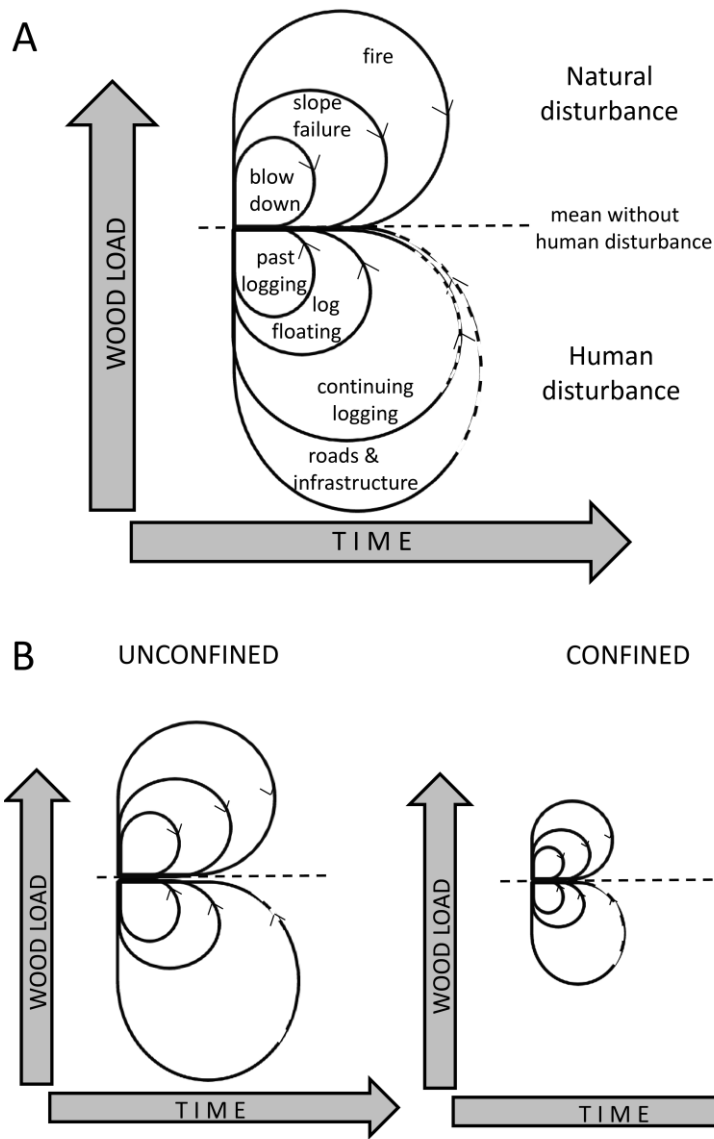 A
fire
Natural
disturbance
slope
failure
blow
down
mean without
human disturbance
past
logging
log
floating
Human
disturbance
continuing
logging
roads &
infrastructure
WOOD LOAD
TIME
B
UNCONFINED
CONFINED
WOOD LOAD
WOOD LOAD
TIME
TIME